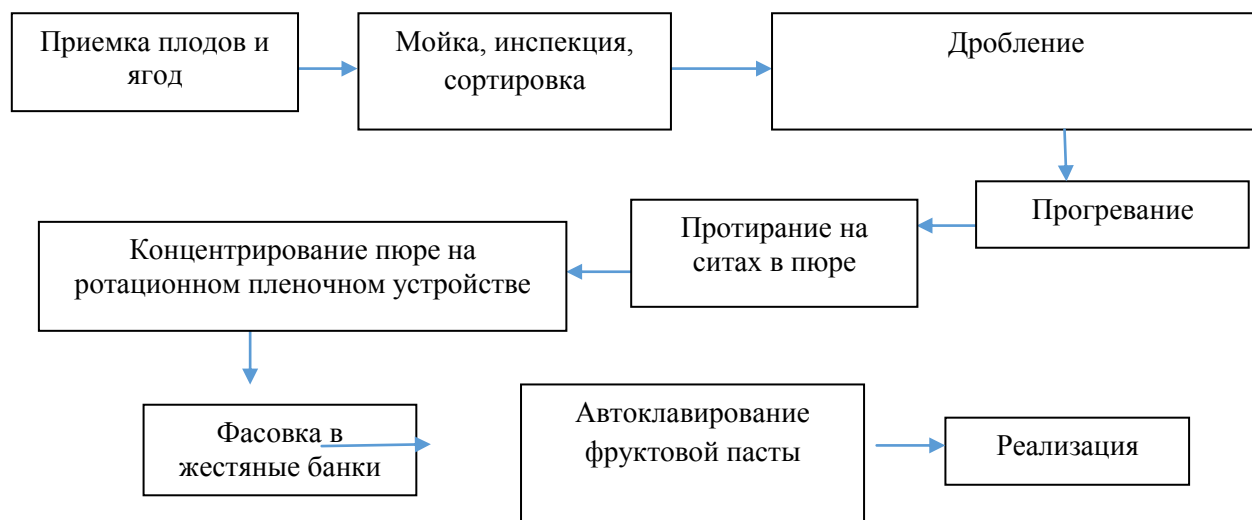 Приемка плодов и
ягод
Мойка, инспекция,
сортировка
Дробление
Прогревание
Протирание на
ситах в пюре
Концентрирование пюре на
ротационном пленочном устройстве
Фасовка в
жестяные банки
Автоклавирование
фруктовой пасты
Реализация